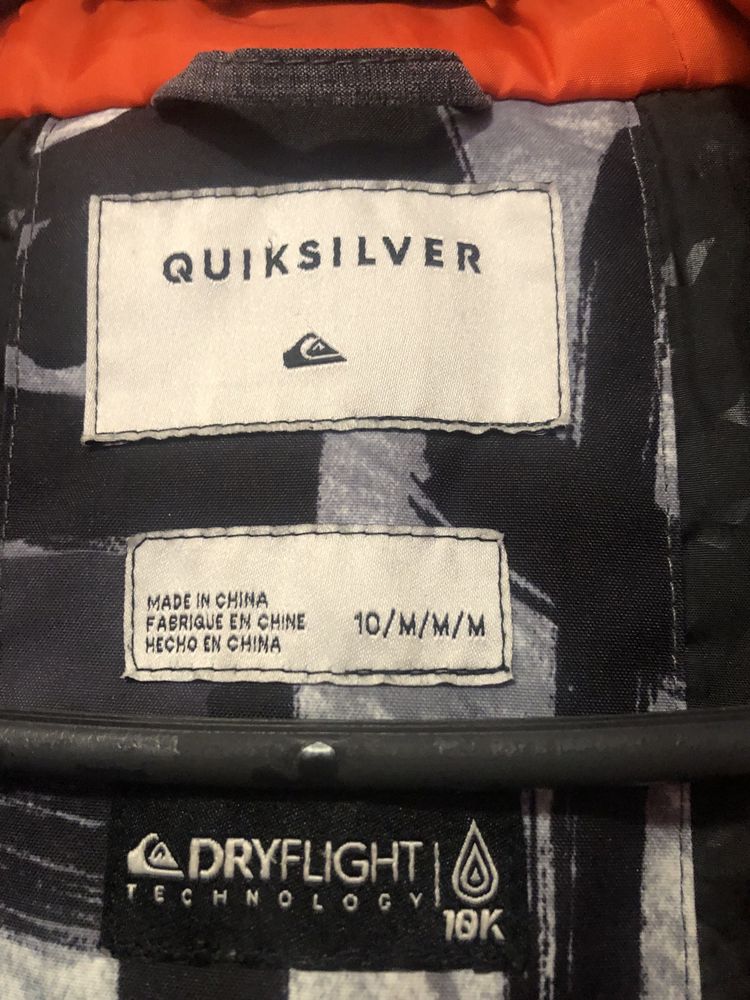 QUIKSILVER
MADE IN CHINA
FABRIQUE EN CHINE
HECHO EN CHINA
10/M/M/M
DRYFLIGHT
TECHNOLOGY
10K